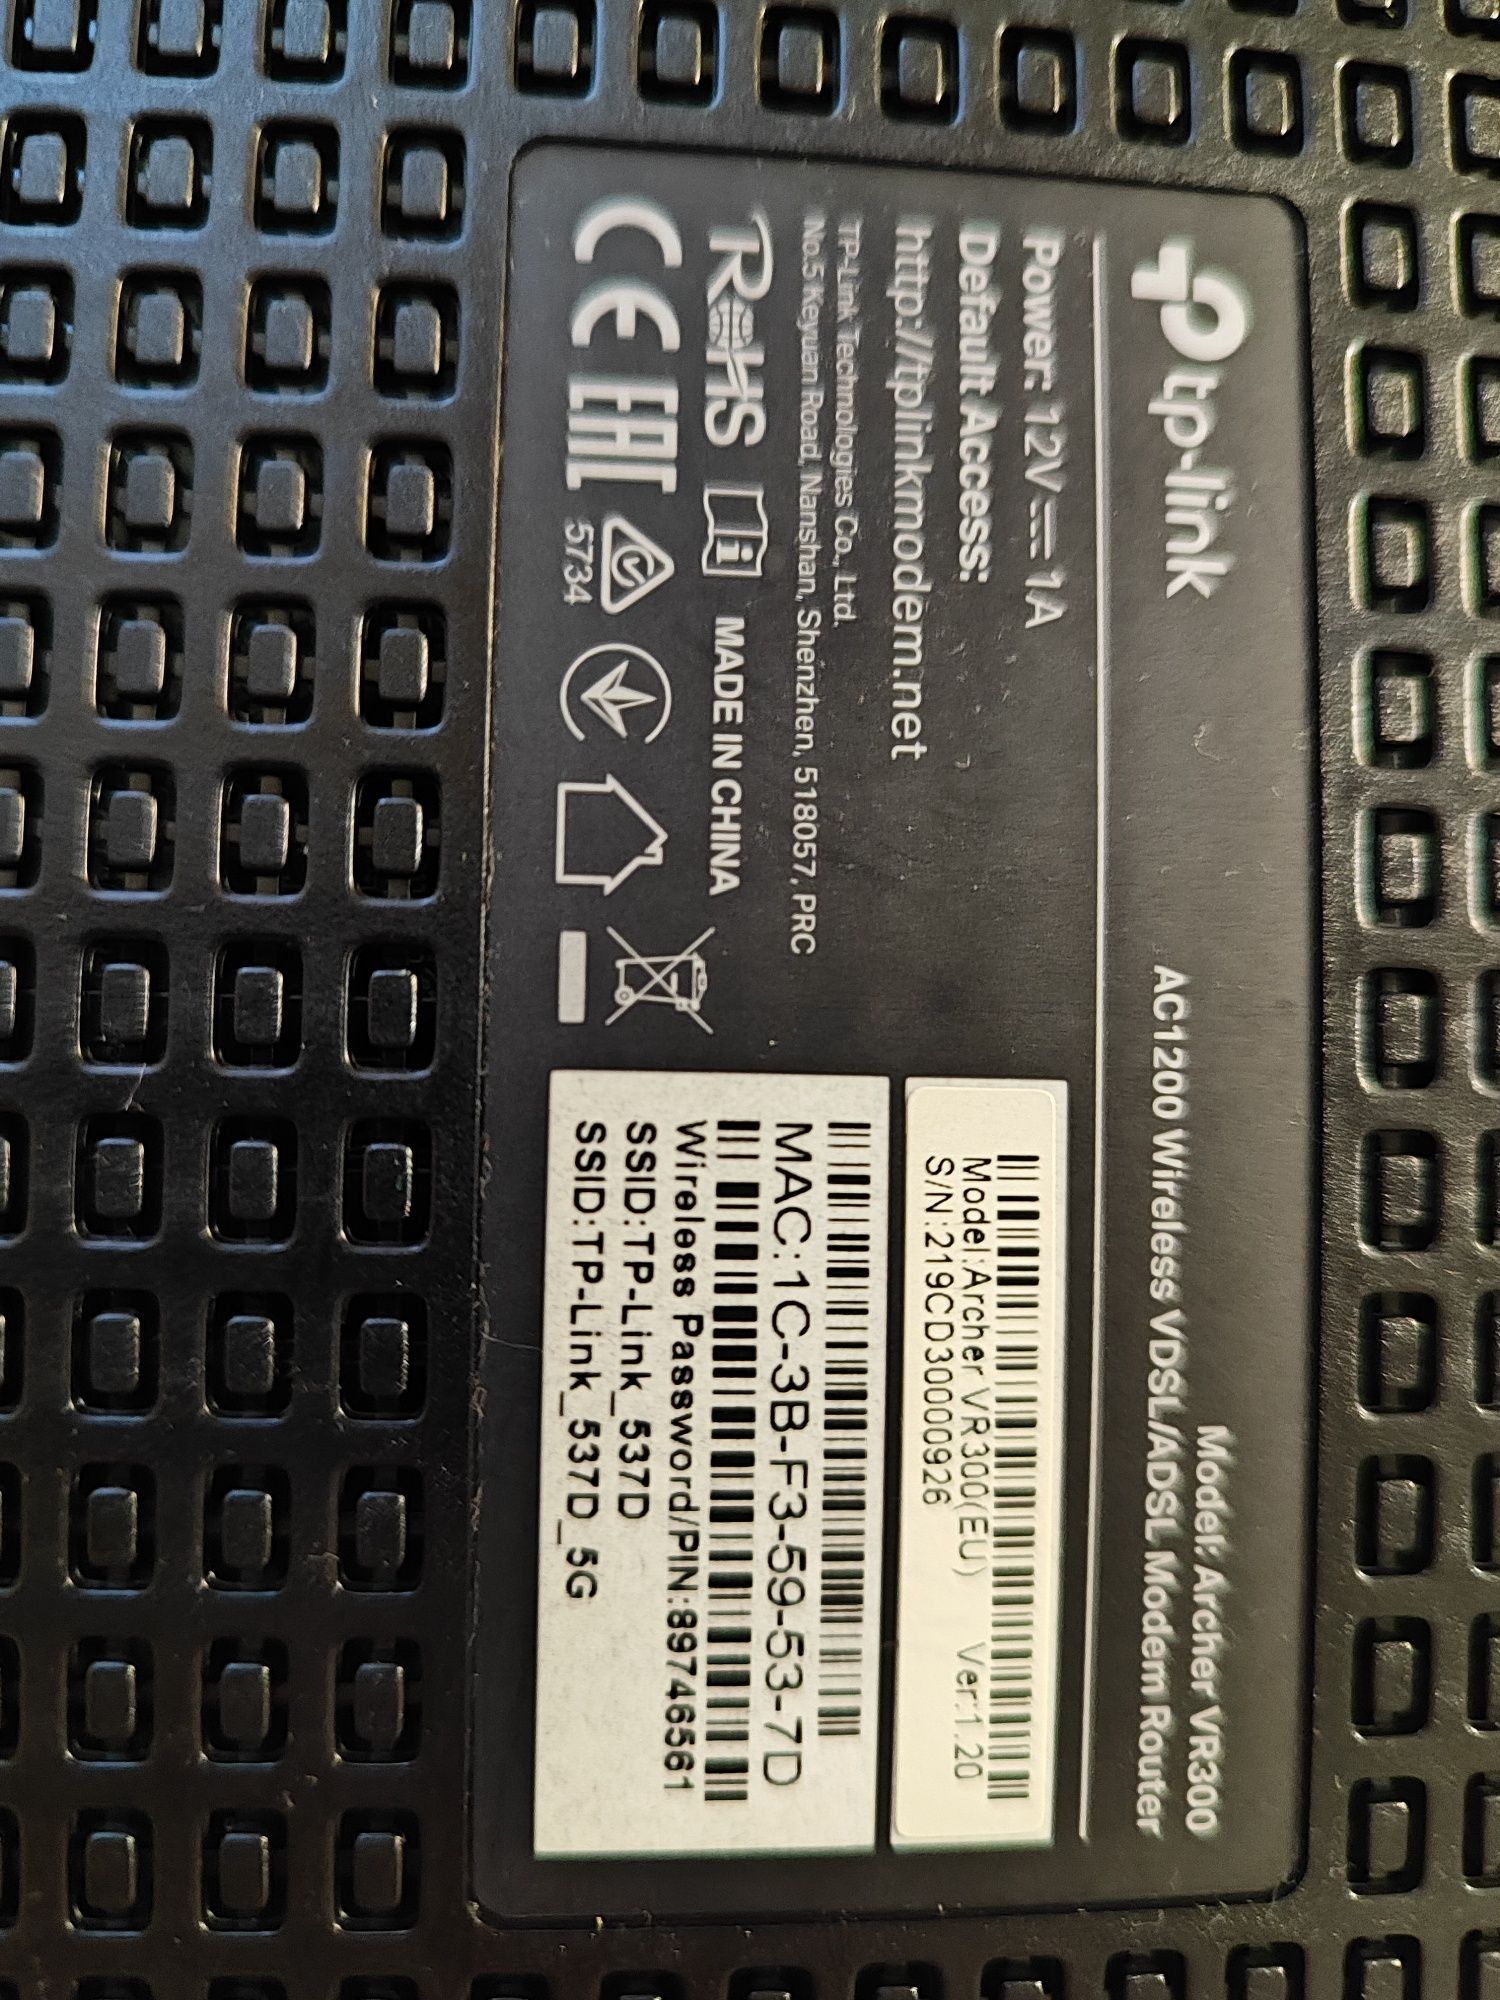 tp-link
Model: Archer VR300
AC1200 Wireless VDSL/ADSL Modem Router
Power: 12V⎓1A
Default Access:
http://tplinkmodem.net
TP-Link Technologies Co., Ltd.
No.5 Keyuan Road, Nanshan, Shenzhen, 518057, PRC
RoHS i MADE IN CHINA
CE EAC 5734
Model:Archer VR300(EU) Ver:1.20
S/N:219CD30000926
MAC:1C-3B-F3-59-53-7D
Wireless Password/PIN:89746561
SSID:TP-Link_537D
SSID:TP-Link_537D_5G